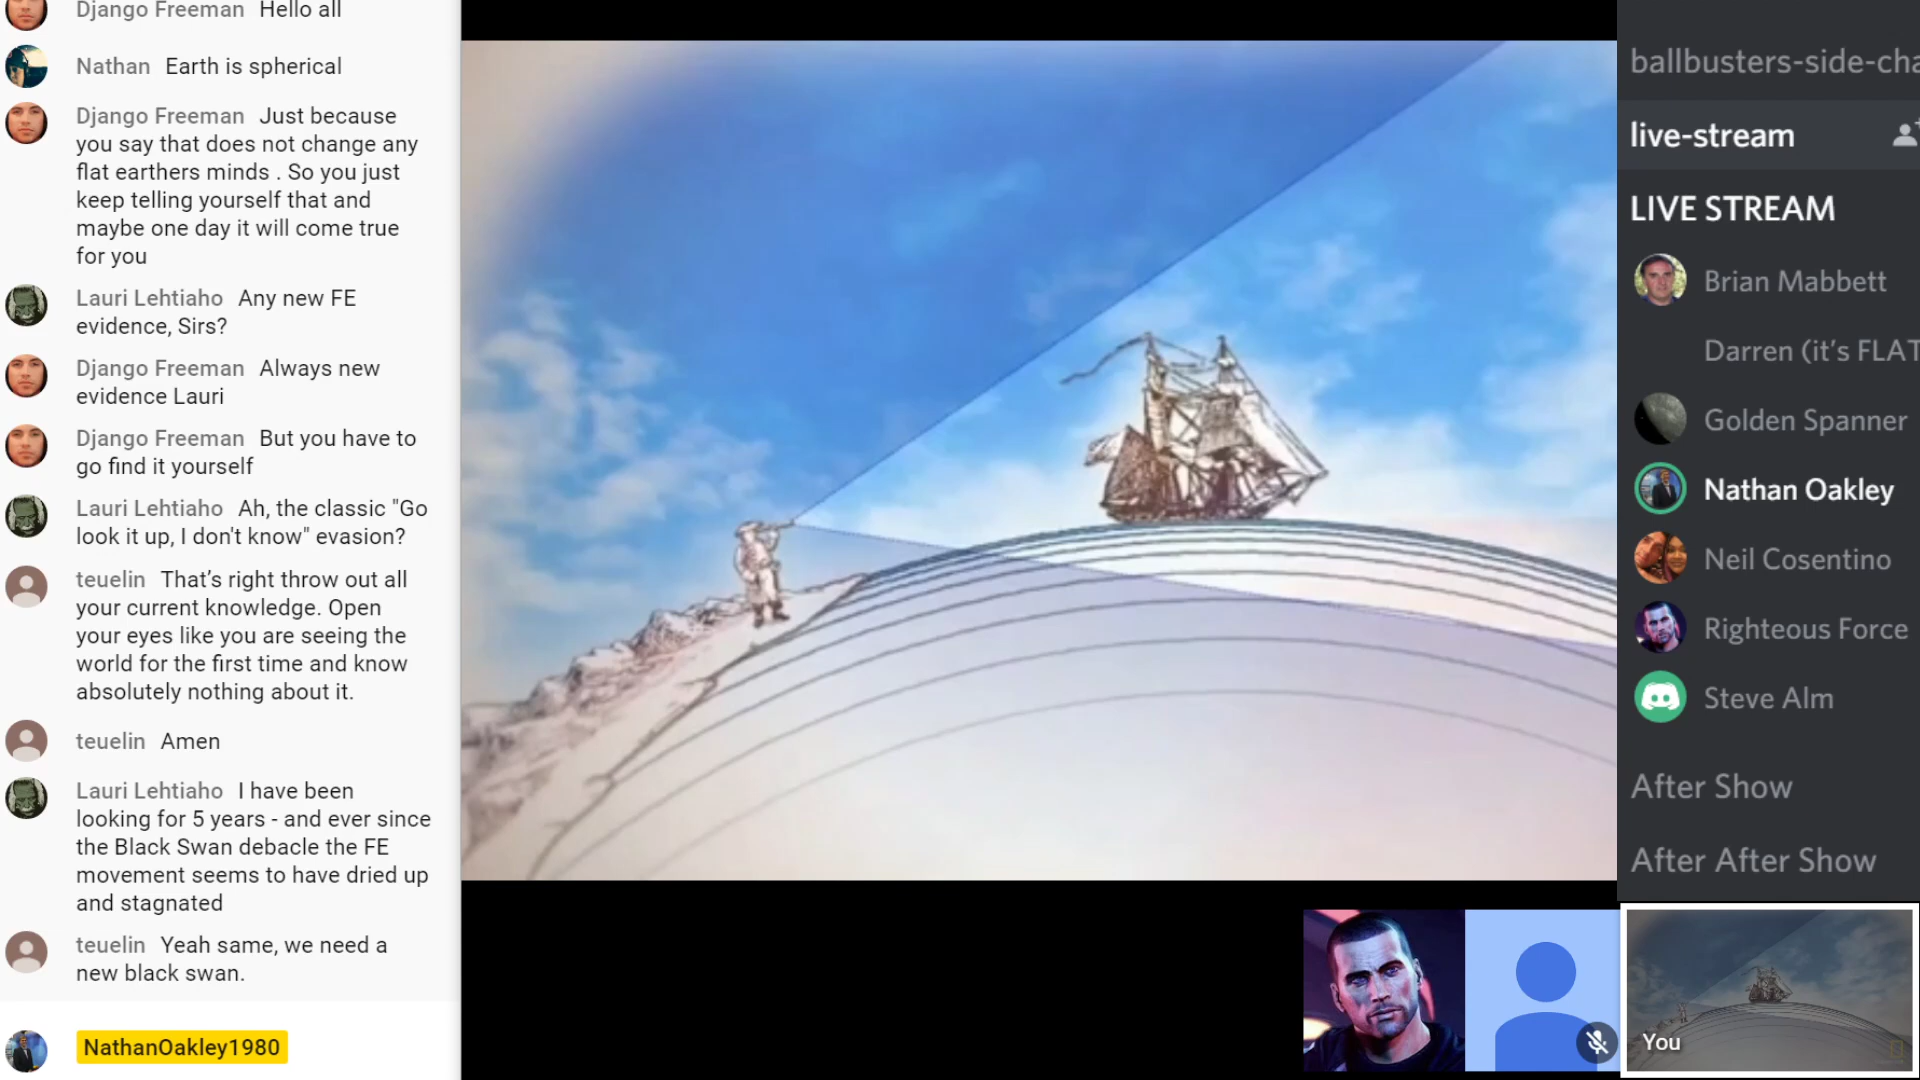 Django Freeman Hello all
Nathan Earth is spherical
Django Freeman Just because
you say that does not change any
flat earthers minds . So you just
keep telling yourself that and
maybe one day it will come true
for you
Lauri Lehtiaho Any new FE
evidence, Sirs?
Django Freeman Always new
evidence Lauri
Django Freeman But you have to
go find it yourself
Lauri Lehtiaho Ah, the classic "Go
look it up, I don't know" evasion?
teuelin That’s right throw out all
your current knowledge. Open
your eyes like you are seeing the
world for the first time and know
absolutely nothing about it.
teuelin Amen
Lauri Lehtiaho I have been
looking for 5 years - and ever since
the Black Swan debacle the FE
movement seems to have dried up
and stagnated
teuelin Yeah same, we need a
new black swan.
NathanOakley1980
ballbusters-side-cha
live-stream
LIVE STREAM
Brian Mabbett
Darren (it’s FLAT
Golden Spanner
Nathan Oakley
Neil Cosentino
Righteous Force
Steve Alm
After Show
After After Show
You